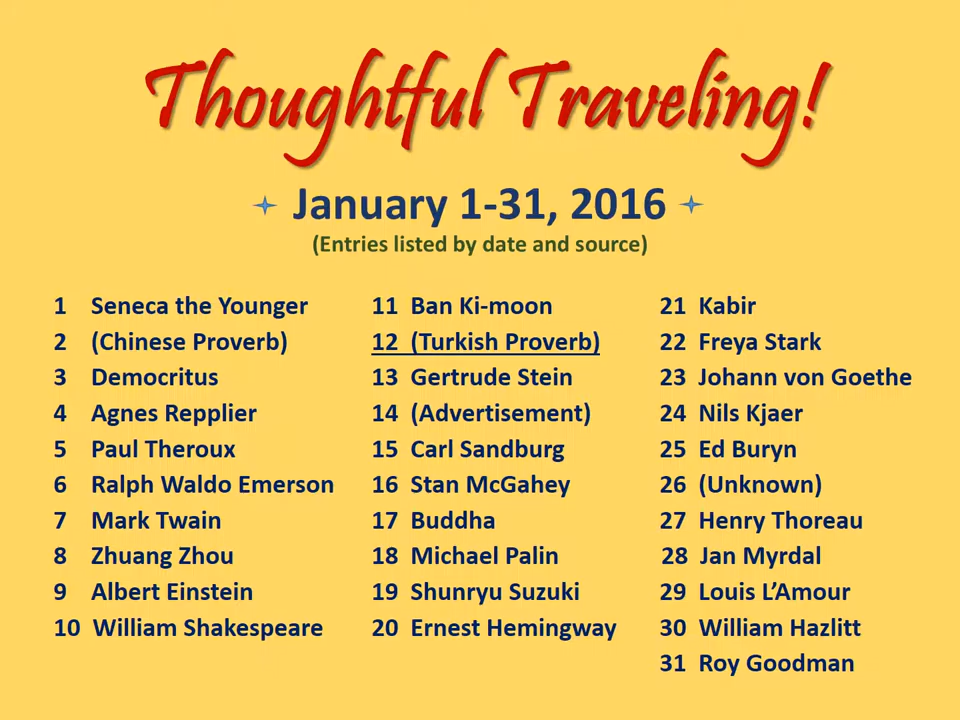 Thoughtful Traveling!
January 1-31, 2016
(Entries listed by date and source)
1 Seneca the Younger
2 (Chinese Proverb)
3 Democritus
4 Agnes Repplier
5 Paul Theroux
6 Ralph Waldo Emerson
7 Mark Twain
8 Zhuang Zhou
9 Albert Einstein
10 William Shakespeare
11 Ban Ki-moon
12 (Turkish Proverb)
13 Gertrude Stein
14 (Advertisement)
15 Carl Sandburg
16 Stan McGahey
17 Buddha
18 Michael Palin
19 Shunryu Suzuki
20 Ernest Hemingway
21 Kabir
22 Freya Stark
23 Johann von Goethe
24 Nils Kjaer
25 Ed Buryn
26 (Unknown)
27 Henry Thoreau
28 Jan Myrdal
29 Louis L’Amour
30 William Hazlitt
31 Roy Goodman